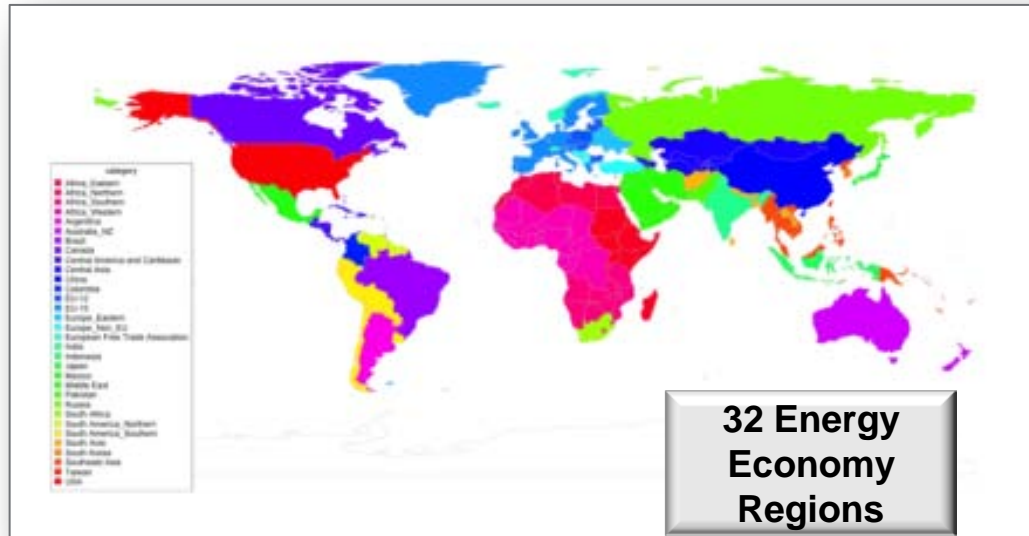 category
Africa_Eastern
Africa_Northern
Africa_Southern
Africa_Western
Argentina
Australia_NZ
Brazil
Canada
Central America and Caribbean
Central Asia
China
Colombia
EU-12
EU-15
Europe_Eastern
Europe_Non_EU
European Free Trade Association
India
Indonesia
Japan
Mexico
Middle East
Pakistan
Russia
South Africa
South America_Northern
South America_Southern
South Asia
South Korea
Southeast Asia
Taiwan
USA
32 Energy
Economy
Regions